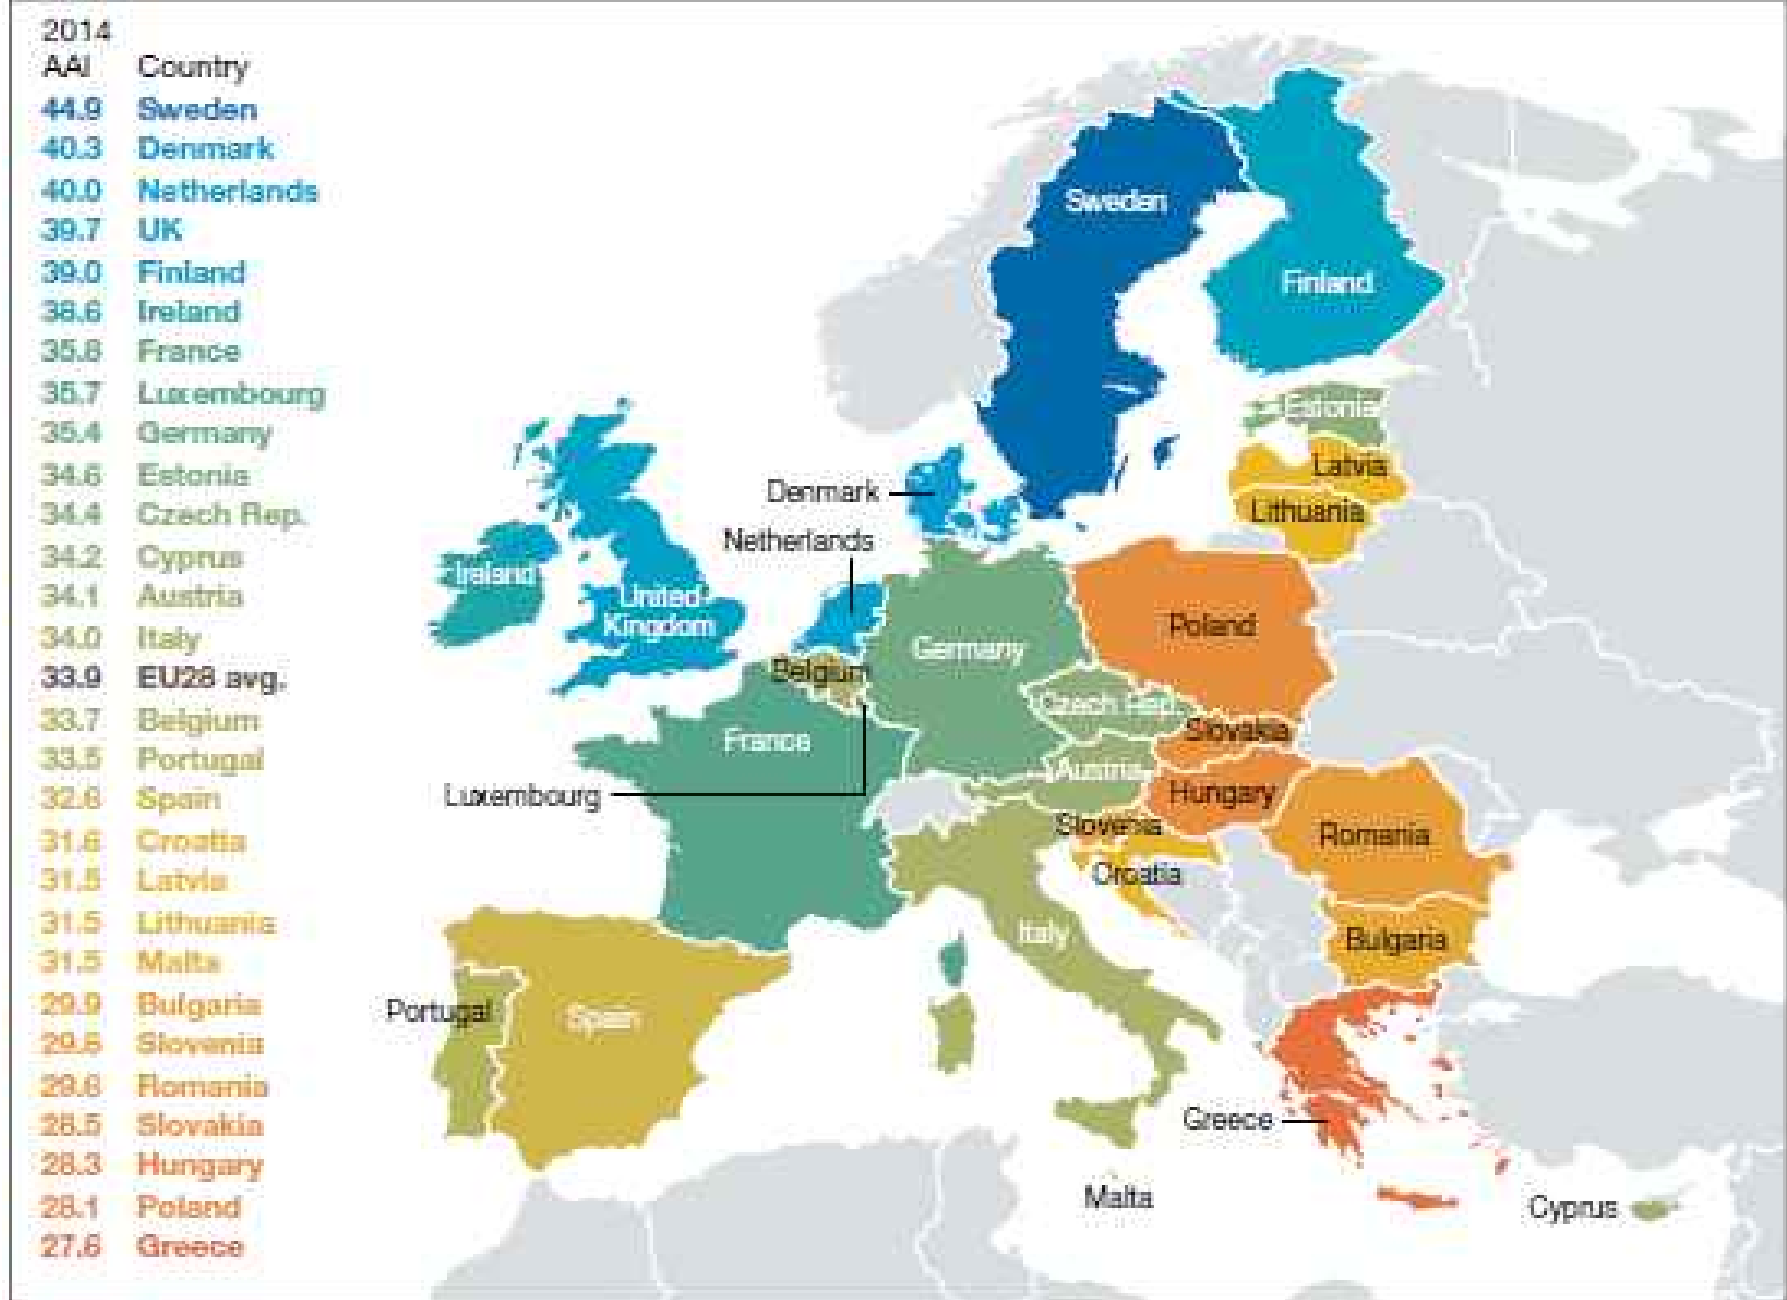 2014
AAI Country
44.9 Sweden
40.3 Denmark
40.0 Netherlands
39.7 UK
39.0 Finland
38.6 Ireland
35.8 France
35.7 Luxembourg
35.4 Germany
34.6 Estonia
34.4 Czech Rep.
34.2 Cyprus
34.1 Austria
34.0 Italy
33.9 EU28 avg.
33.7 Belgium
33.5 Portugal
32.6 Spain
31.6 Croatia
31.5 Latvia
31.5 Lithuania
31.5 Malta
29.9 Bulgaria
29.8 Slovenia
29.6 Romania
28.5 Slovakia
28.3 Hungary
28.1 Poland
27.6 Greece
Sweden
Finland
Estonia
Latvia
Lithuania
Denmark
Netherlands
Ireland
United
Kingdom
Poland
Germany
Belgium
Czech Rep.
Slovakia
France
Austria
Luxembourg
Hungary
Slovenia
Romania
Croatia
Italy
Bulgaria
Portugal
Spain
Greece
Malta
Cyprus